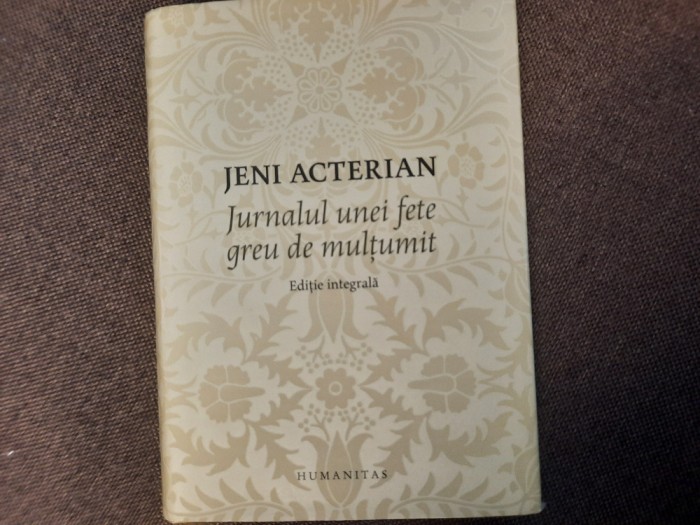 JENI ACTERIAN
Jurnalul unei fete
greu de mulțumit
Ediție integrală
HUMANITAS